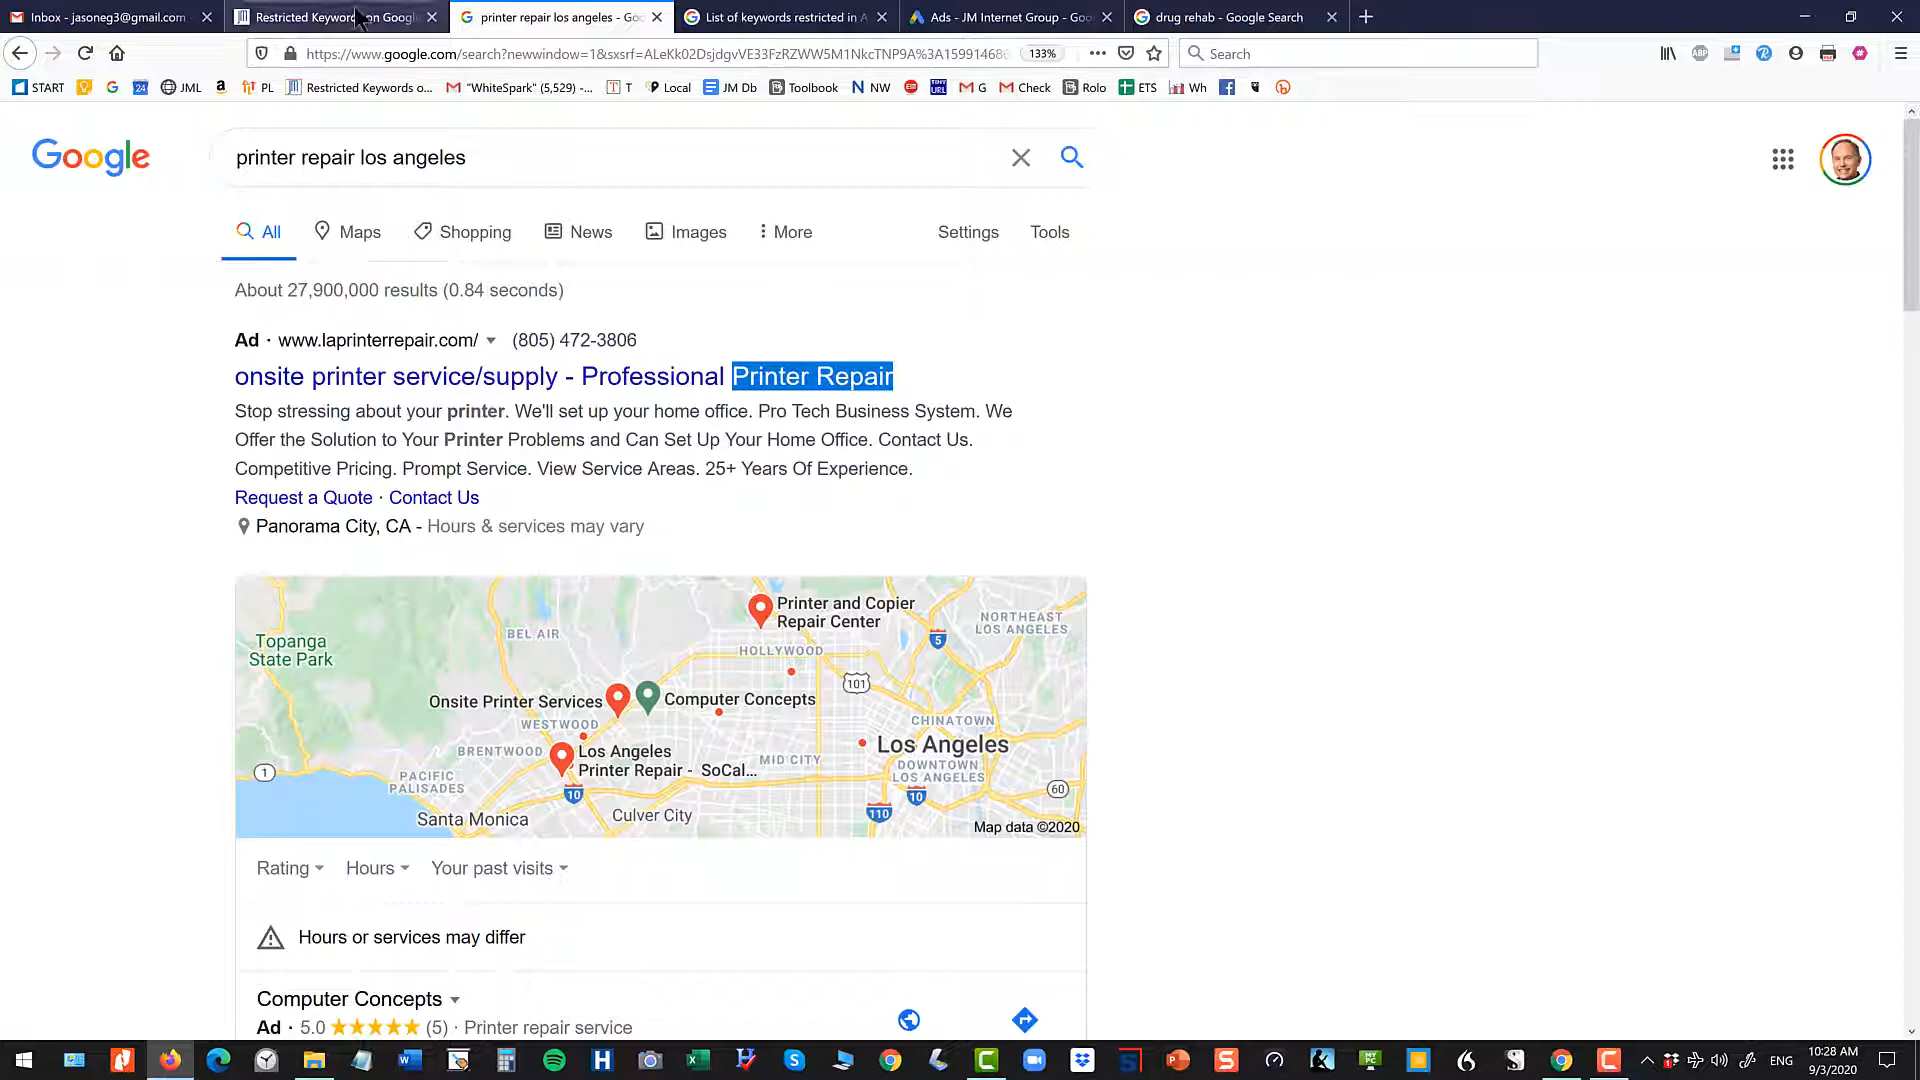 Inbox - jasoneg3@gmail.com
Restricted Keywords on Google
printer repair los angeles - Goo
List of keywords restricted in A
Ads - JM Internet Group - Goo
drug rehab - Google Search
133%
Search
START
JML
PL
Restricted Keywords o...
"WhiteSpark" (5,529) -...
T
Local
JM Db
Toolbook
NW
G
Check
Rolo
ETS
Wh
Google
printer repair los angeles
All
Maps
Shopping
News
Images
More
Settings
Tools
About 27,900,000 results (0.84 seconds)
Ad · www.laprinterrepair.com/ (805) 472-3806
onsite printer service/supply - Professional Printer Repair
Stop stressing about your printer. We'll set up your home office. Pro Tech Business System. We
Offer the Solution to Your Printer Problems and Can Set Up Your Home Office. Contact Us.
Competitive Pricing. Prompt Service. View Service Areas. 25+ Years Of Experience.
Request a Quote · Contact Us
Panorama City, CA - Hours & services may vary
Printer and Copier
Repair Center
NORTHEAST
LOS ANGELES
BEL AIR
Topanga
State Park
5
HOLLYWOOD
101
Onsite Printer Services
Computer Concepts
WESTWOOD
CHINATOWN
BRENTWOOD
Los Angeles
Printer Repair - SoCal...
MID CITY
Los Angeles
DOWNTOWN
LOS ANGELES
1
PACIFIC
PALISADES
10
10
60
110
Santa Monica
Culver City
Map data ©2020
Rating
Hours
Your past visits
Hours or services may differ
Computer Concepts
Ad · 5.0 (5) · Printer repair service
ENG
10:28 AM
9/3/2020